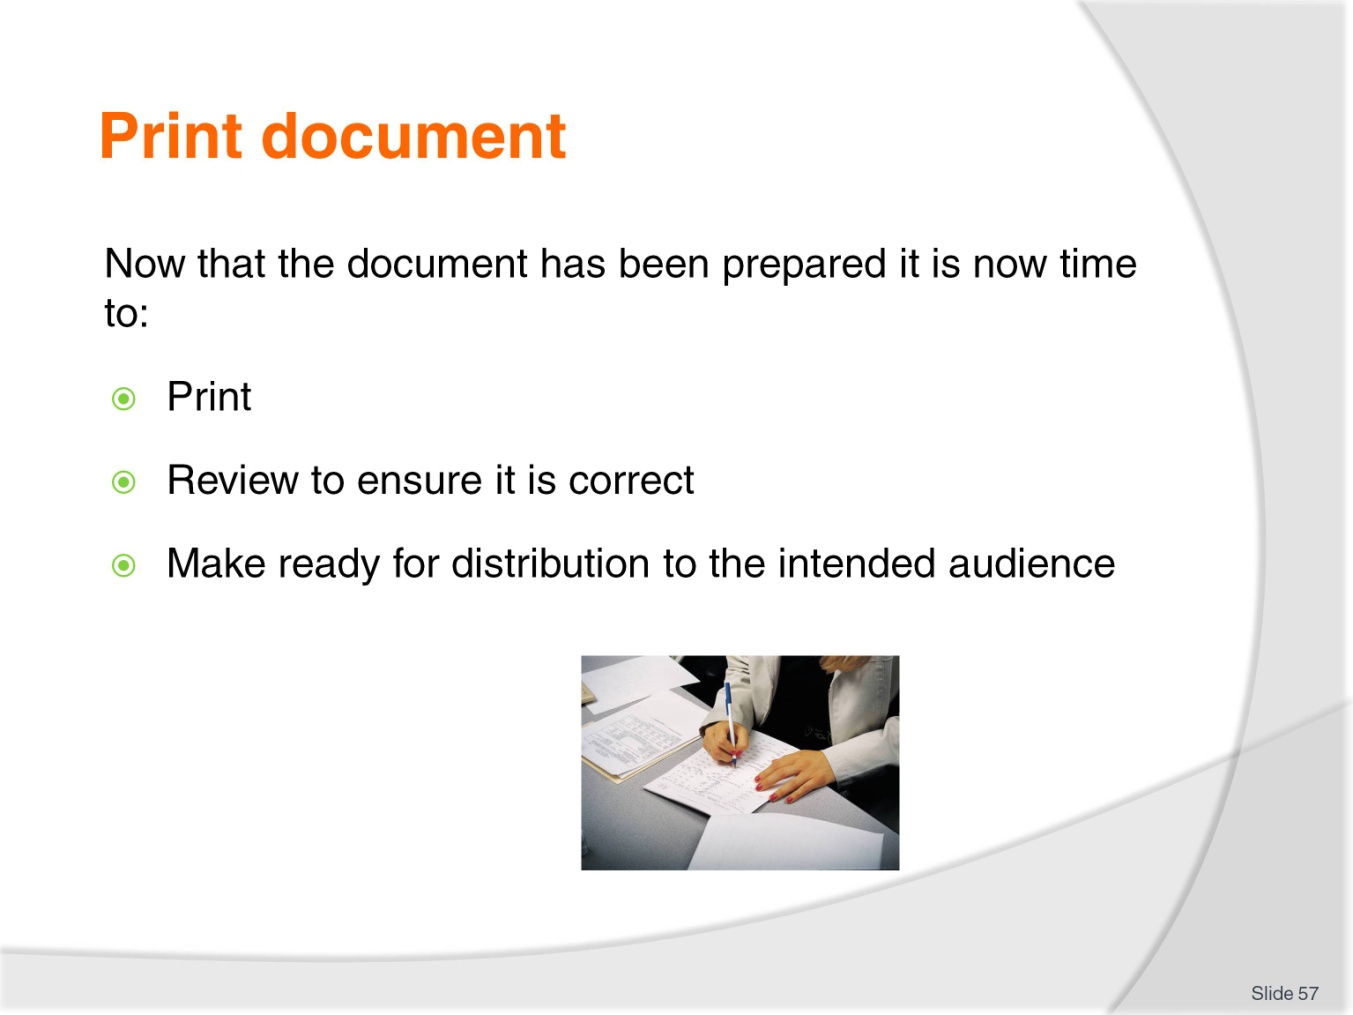 Print document
Now that the document has been prepared it is now time
to:
Print
Review to ensure it is correct
Make ready for distribution to the intended audience
Slide 57